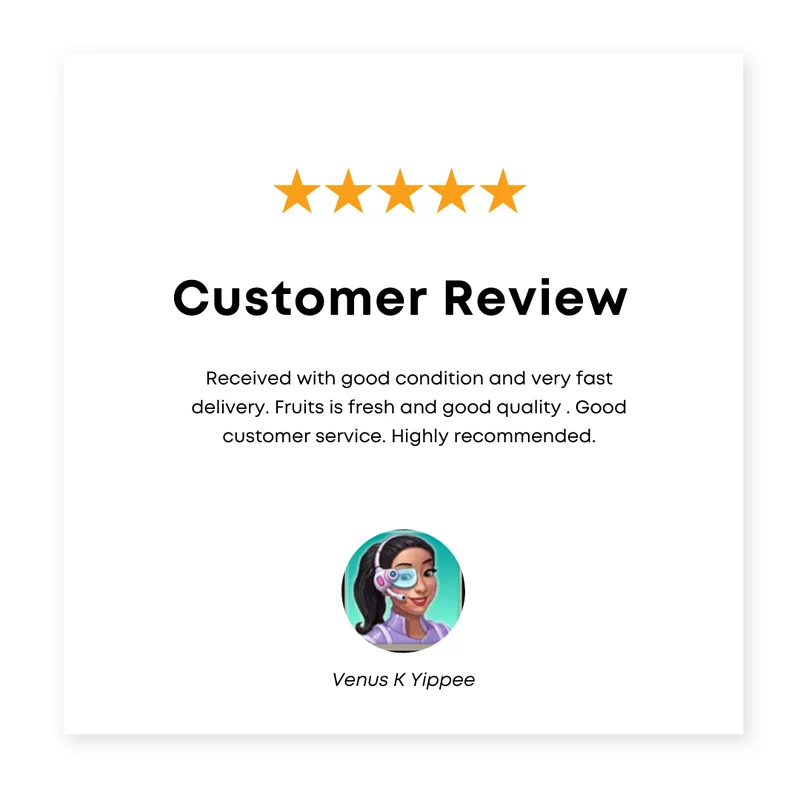 Customer Review
Received with good condition and very fast
delivery. Fruits is fresh and good quality . Good
customer service. Highly recommended.
Venus K Yippee